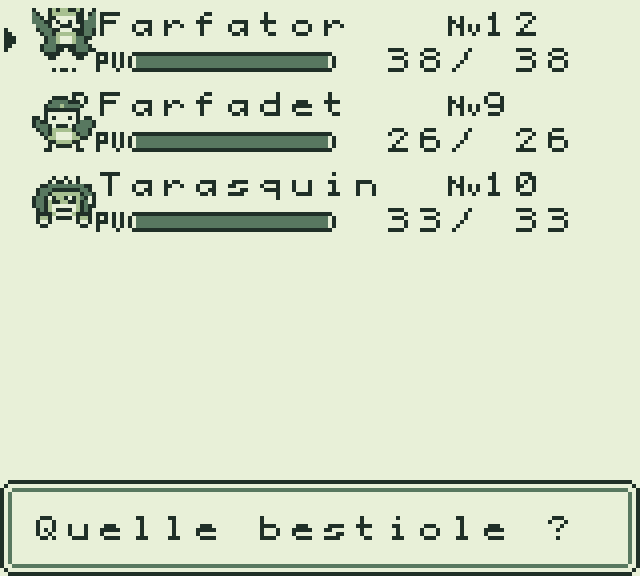 Farfator Nv12
PV 38/ 38
Farfadet Nv9
PV 26/ 26
Tarasquin Nv10
PV 33/ 33
Quelle bestiole ?